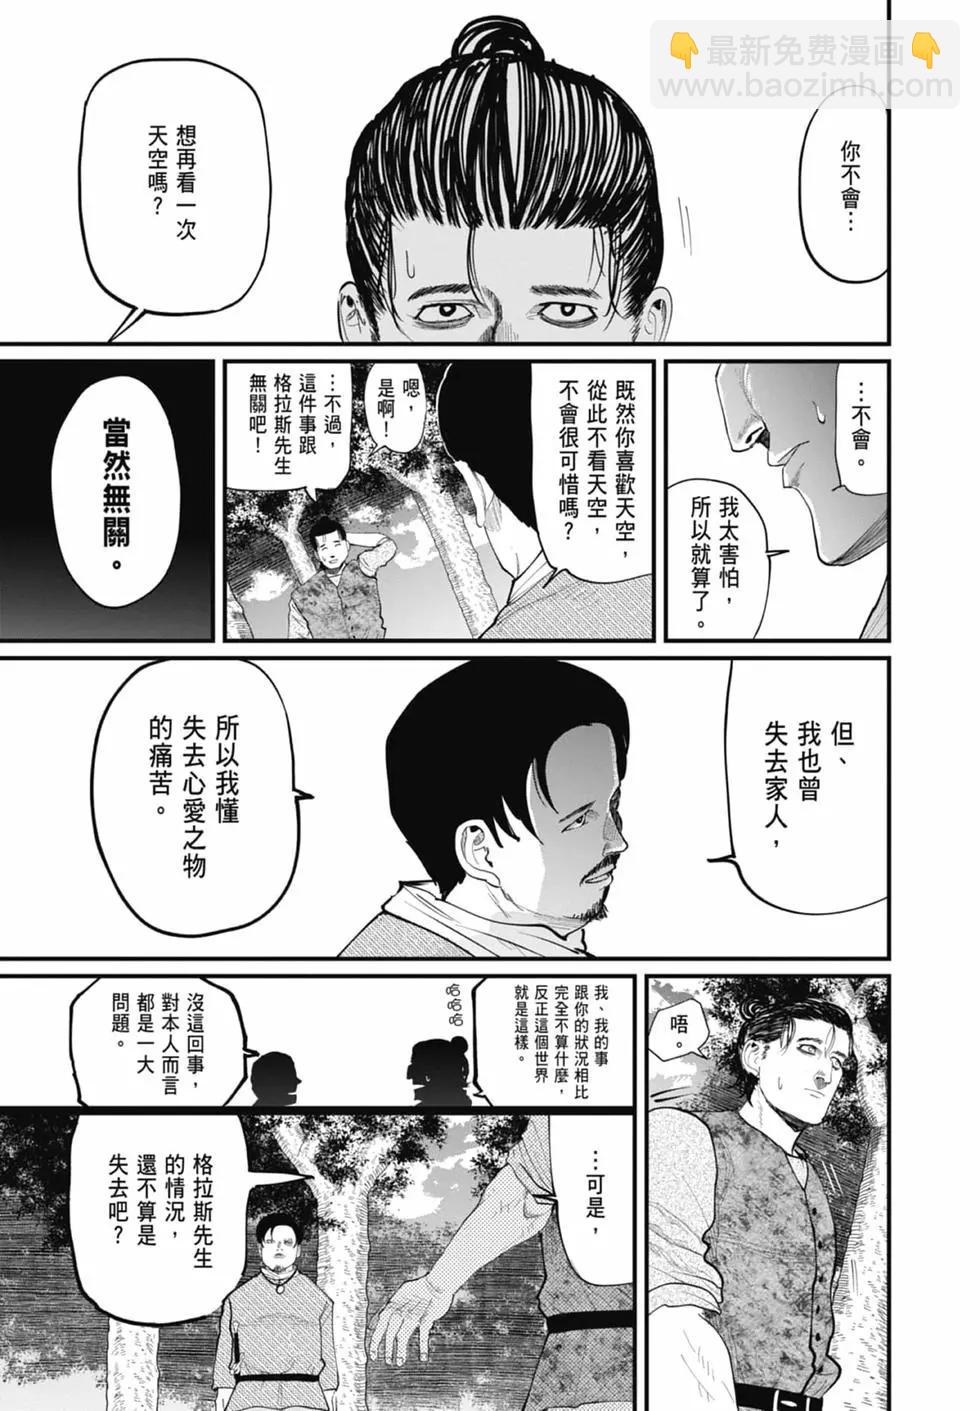 最新免费漫画
www.baozimh.com
你不會…
想再看一次
天空嗎？
…不會。
我太害怕，
所以就算了。
既然你喜歡天空，
從此不看天空，
不會很可惜嗎？
嗯，
是啊！
…不過，
這件事跟
格拉斯先生
無關吧！
當然無關。
但、
我也曾
失去家人，
所以我懂
失去心愛之物
的痛苦。
唔。
我、我的事
跟你的狀況相比
完全不算什麼，
反正這個世界
就是這樣。
哈哈哈
沒這回事，
對本人而言
都是一大
問題。
…可是，
格拉斯先生
的情況，
還不算是
失去吧？